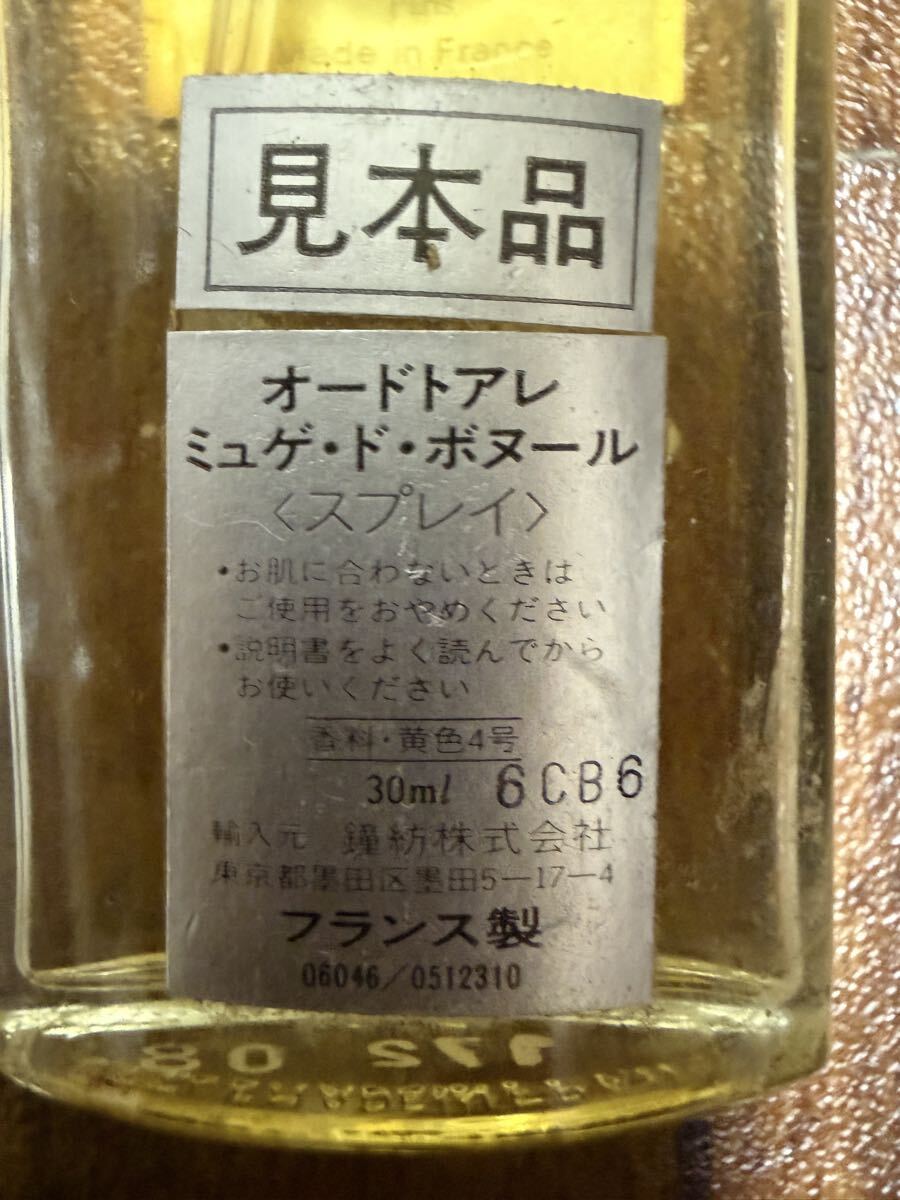 Paris
Made in France
見本品
オードトアレ
ミュゲ・ド・ボヌール
〈スプレイ〉
・お肌に合わないときは
ご使用をおやめください
・説明書をよく読んでから
お使いください
香料・黄色4号
30ml 6CB6
輸入元 鐘紡株式会社
東京都墨田区墨田5-17-4
フランス製
06046/0512310